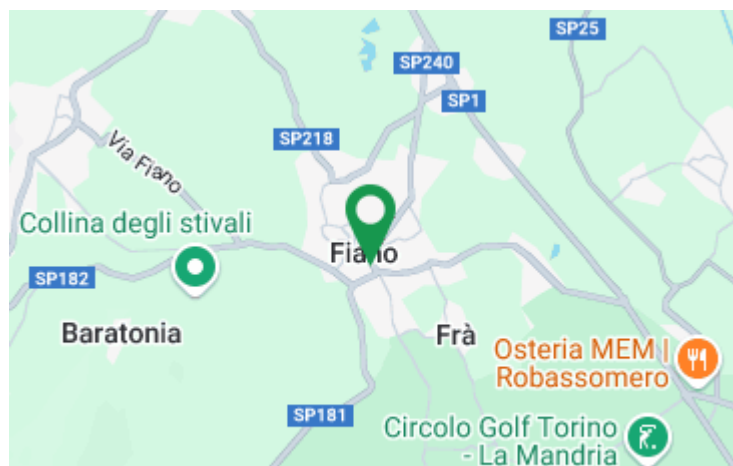 SP25
SP240
SP1
SP218
Via Fiano
Collina degli stivali
Fiano
SP182
Baratonia
Frà
Osteria MEM |
Robassomero
SP181
Circolo Golf Torino
- La Mandria